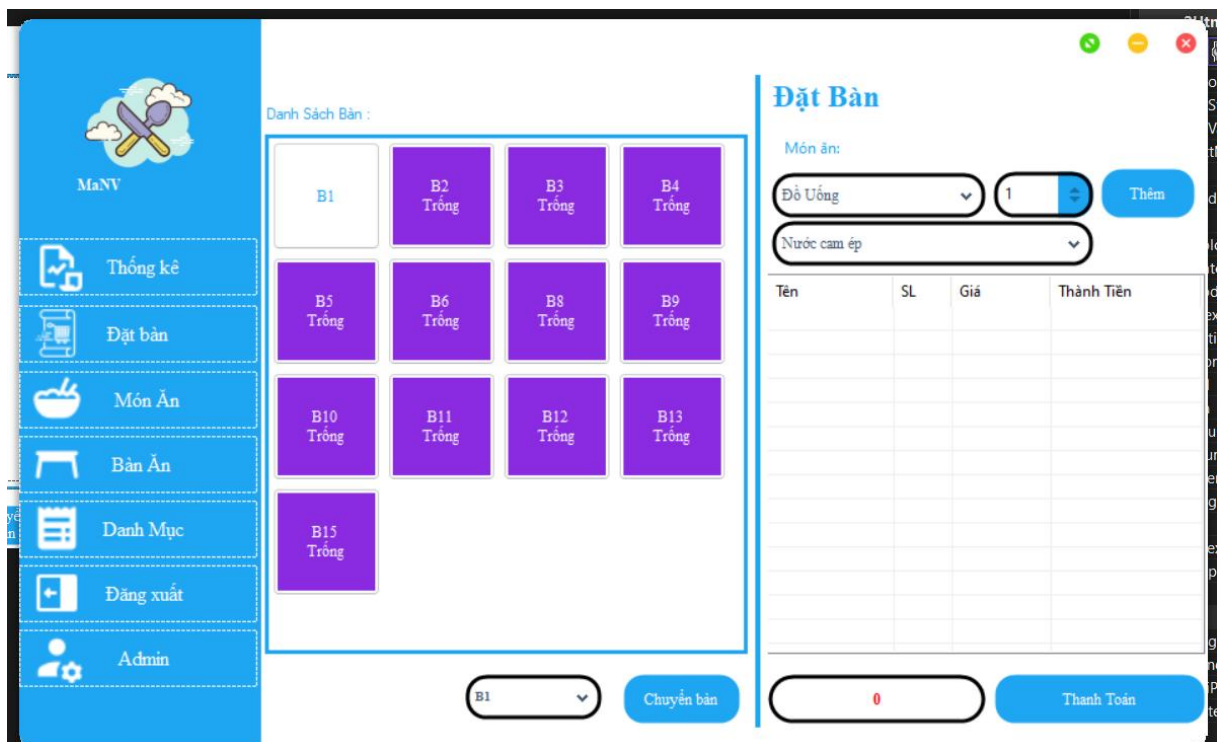 MaNV
Thống kê
Đặt bàn
Món Ăn
Bàn Ăn
Danh Mục
Đăng xuất
Admin
Danh Sách Bàn :
B1
B2
Trống
B3
Trống
B4
Trống
B5
Trống
B6
Trống
B8
Trống
B9
Trống
B10
Trống
B11
Trống
B12
Trống
B13
Trống
B15
Trống
B1
Chuyển bàn
Đặt Bàn
Món ăn:
Đồ Uống
1
Thêm
Nước cam ép
Tên SL Giá Thành Tiền
0
Thanh Toán